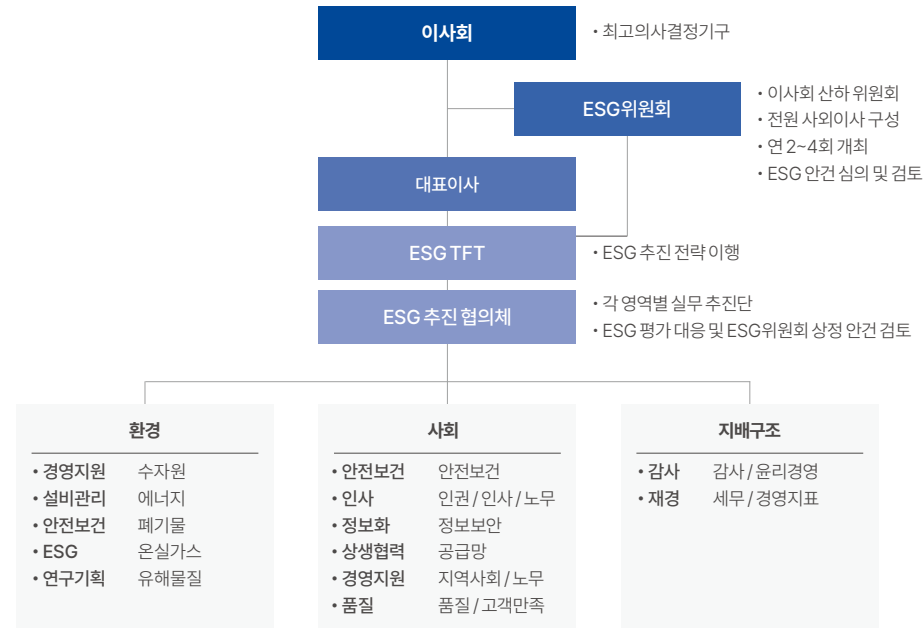 이사회
• 최고의사결정기구
ESG위원회
• 이사회 산하 위원회
• 전원 사외이사 구성
• 연 2~4회 개최
• ESG 안건 심의 및 검토
대표이사
ESG TFT
• ESG 추진 전략 이행
ESG 추진 협의체
• 각 영역별 실무 추진단
• ESG 평가 대응 및 ESG위원회 상정 안건 검토
환경
• 경영지원 수자원
• 설비관리 에너지
• 안전보건 폐기물
• ESG 온실가스
• 연구기획 유해물질
사회
• 안전보건 안전보건
• 인사 인권 / 인사 / 노무
• 정보화 정보보안
• 상생협력 공급망
• 경영지원 지역사회 / 노무
• 품질 품질 / 고객만족
지배구조
• 감사 감사 / 윤리경영
• 재경 세무 / 경영지표